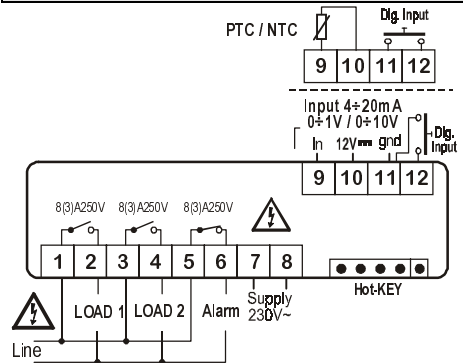 Dig. Input
PTC / NTC
9 10 11 12
Input 4÷20mA
0÷1V / 0÷10V
In 12V⎓ gnd
Dig.
Input
9 10 11 12
8(3)A250V 8(3)A250V 8(3)A250V
1 2 3 4 5 6 7 8
Hot-KEY
LOAD 1 LOAD 2 Alarm Supply
230V~
Line